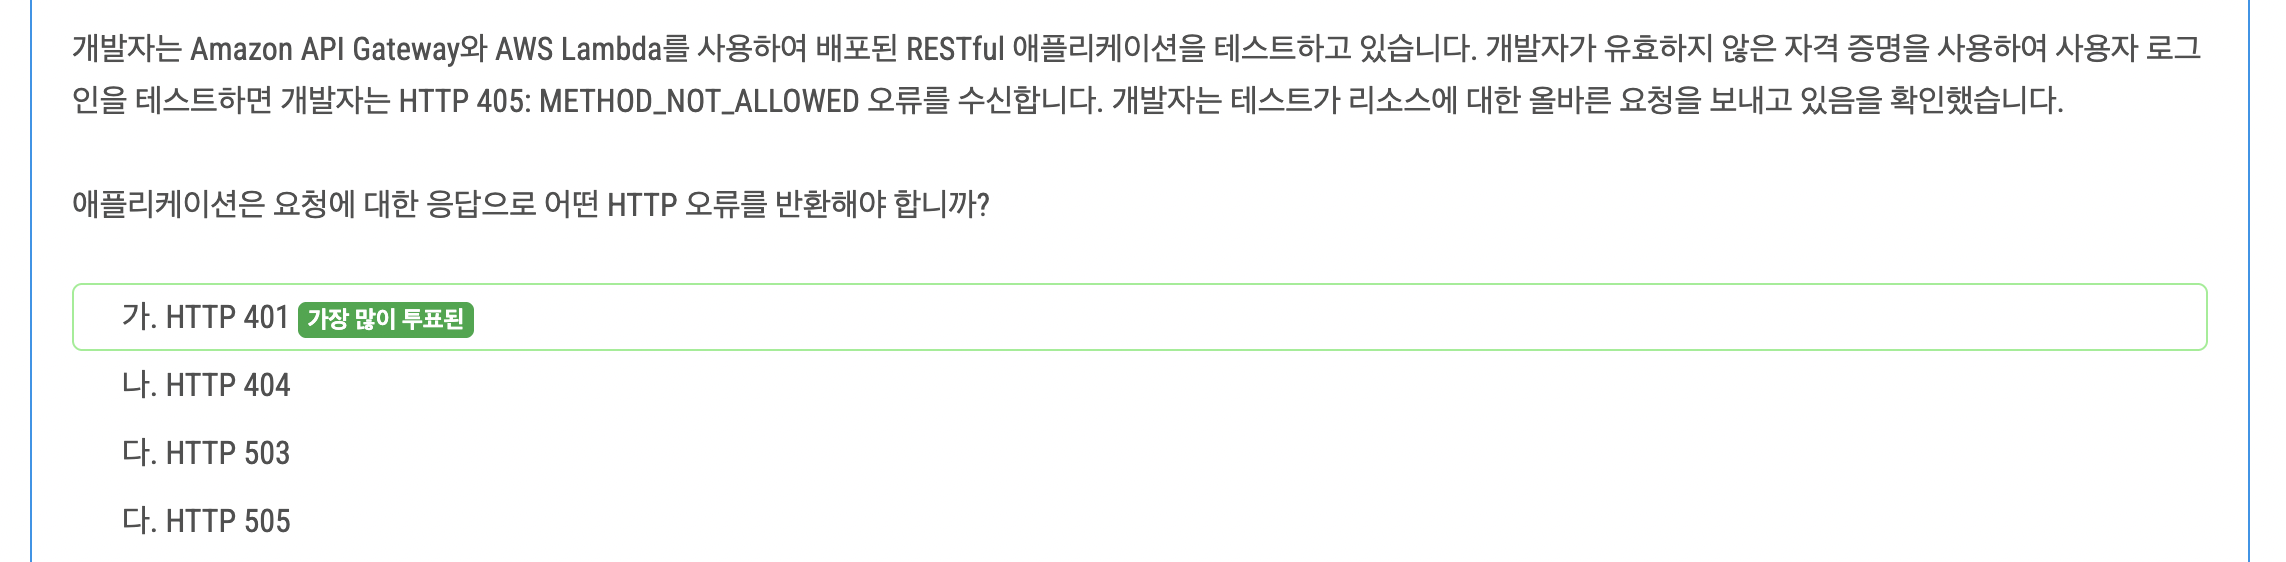 개발자는 Amazon API Gateway와 AWS Lambda를 사용하여 배포된 RESTful 애플리케이션을 테스트하고 있습니다. 개발자가 유효하지 않은 자격 증명을 사용하여 사용자 로그
인을 테스트하면 개발자는 HTTP 405: METHOD_NOT_ALLOWED 오류를 수신합니다. 개발자는 테스트가 리소스에 대한 올바른 요청을 보내고 있음을 확인했습니다.
애플리케이션은 요청에 대한 응답으로 어떤 HTTP 오류를 반환해야 합니까?
가. HTTP 401 가장 많이 투표된
나. HTTP 404
다. HTTP 503
다. HTTP 505